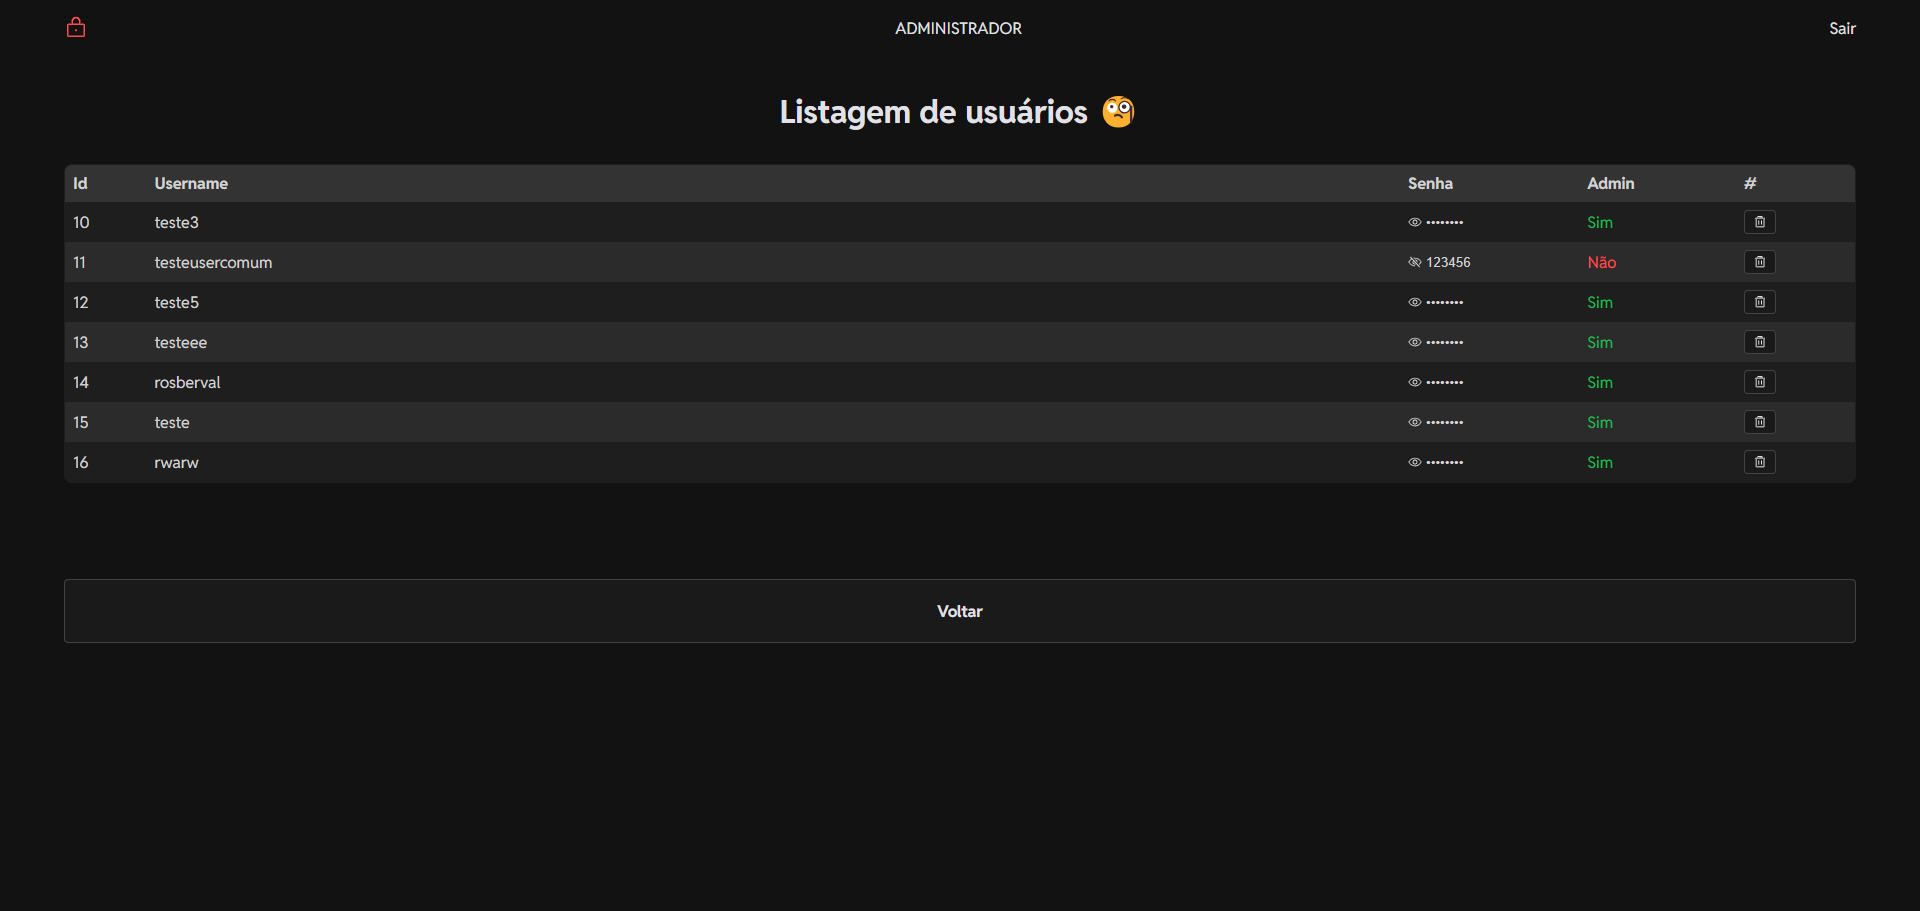 ADMINISTRADOR Sair
Listagem de usuários 🧐
Id Username Senha Admin #
10 teste3 •••••••• Sim
11 testeusercomum 123456 Não
12 teste5 •••••••• Sim
13 testeee •••••••• Sim
14 rosberval •••••••• Sim
15 teste •••••••• Sim
16 rwarw •••••••• Sim
Voltar